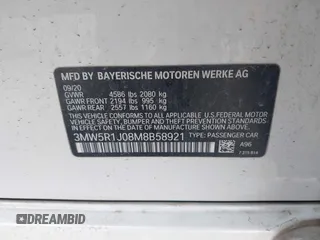 MFD BY BAYERISCHE MOTOREN WERKE AG
09/20
GVWR 4586 lbs 2080 kg
GAWR FRONT 2194 lbs 995 kg
GAWR REAR 2557 lbs 1160 kg
THIS VEHICLE CONFORMS TO ALL APPLICABLE
FEDERAL MOTOR VEHICLE SAFETY, BUMPER,
AND THEFT PREVENTION STANDARDS IN EFFECT
ON THE DATE OF MANUFACTURE SHOWN ABOVE.
3MW5R1J08M8B58921 TYPE: PASSENGER CAR
A96
AUTOBIDMASTER